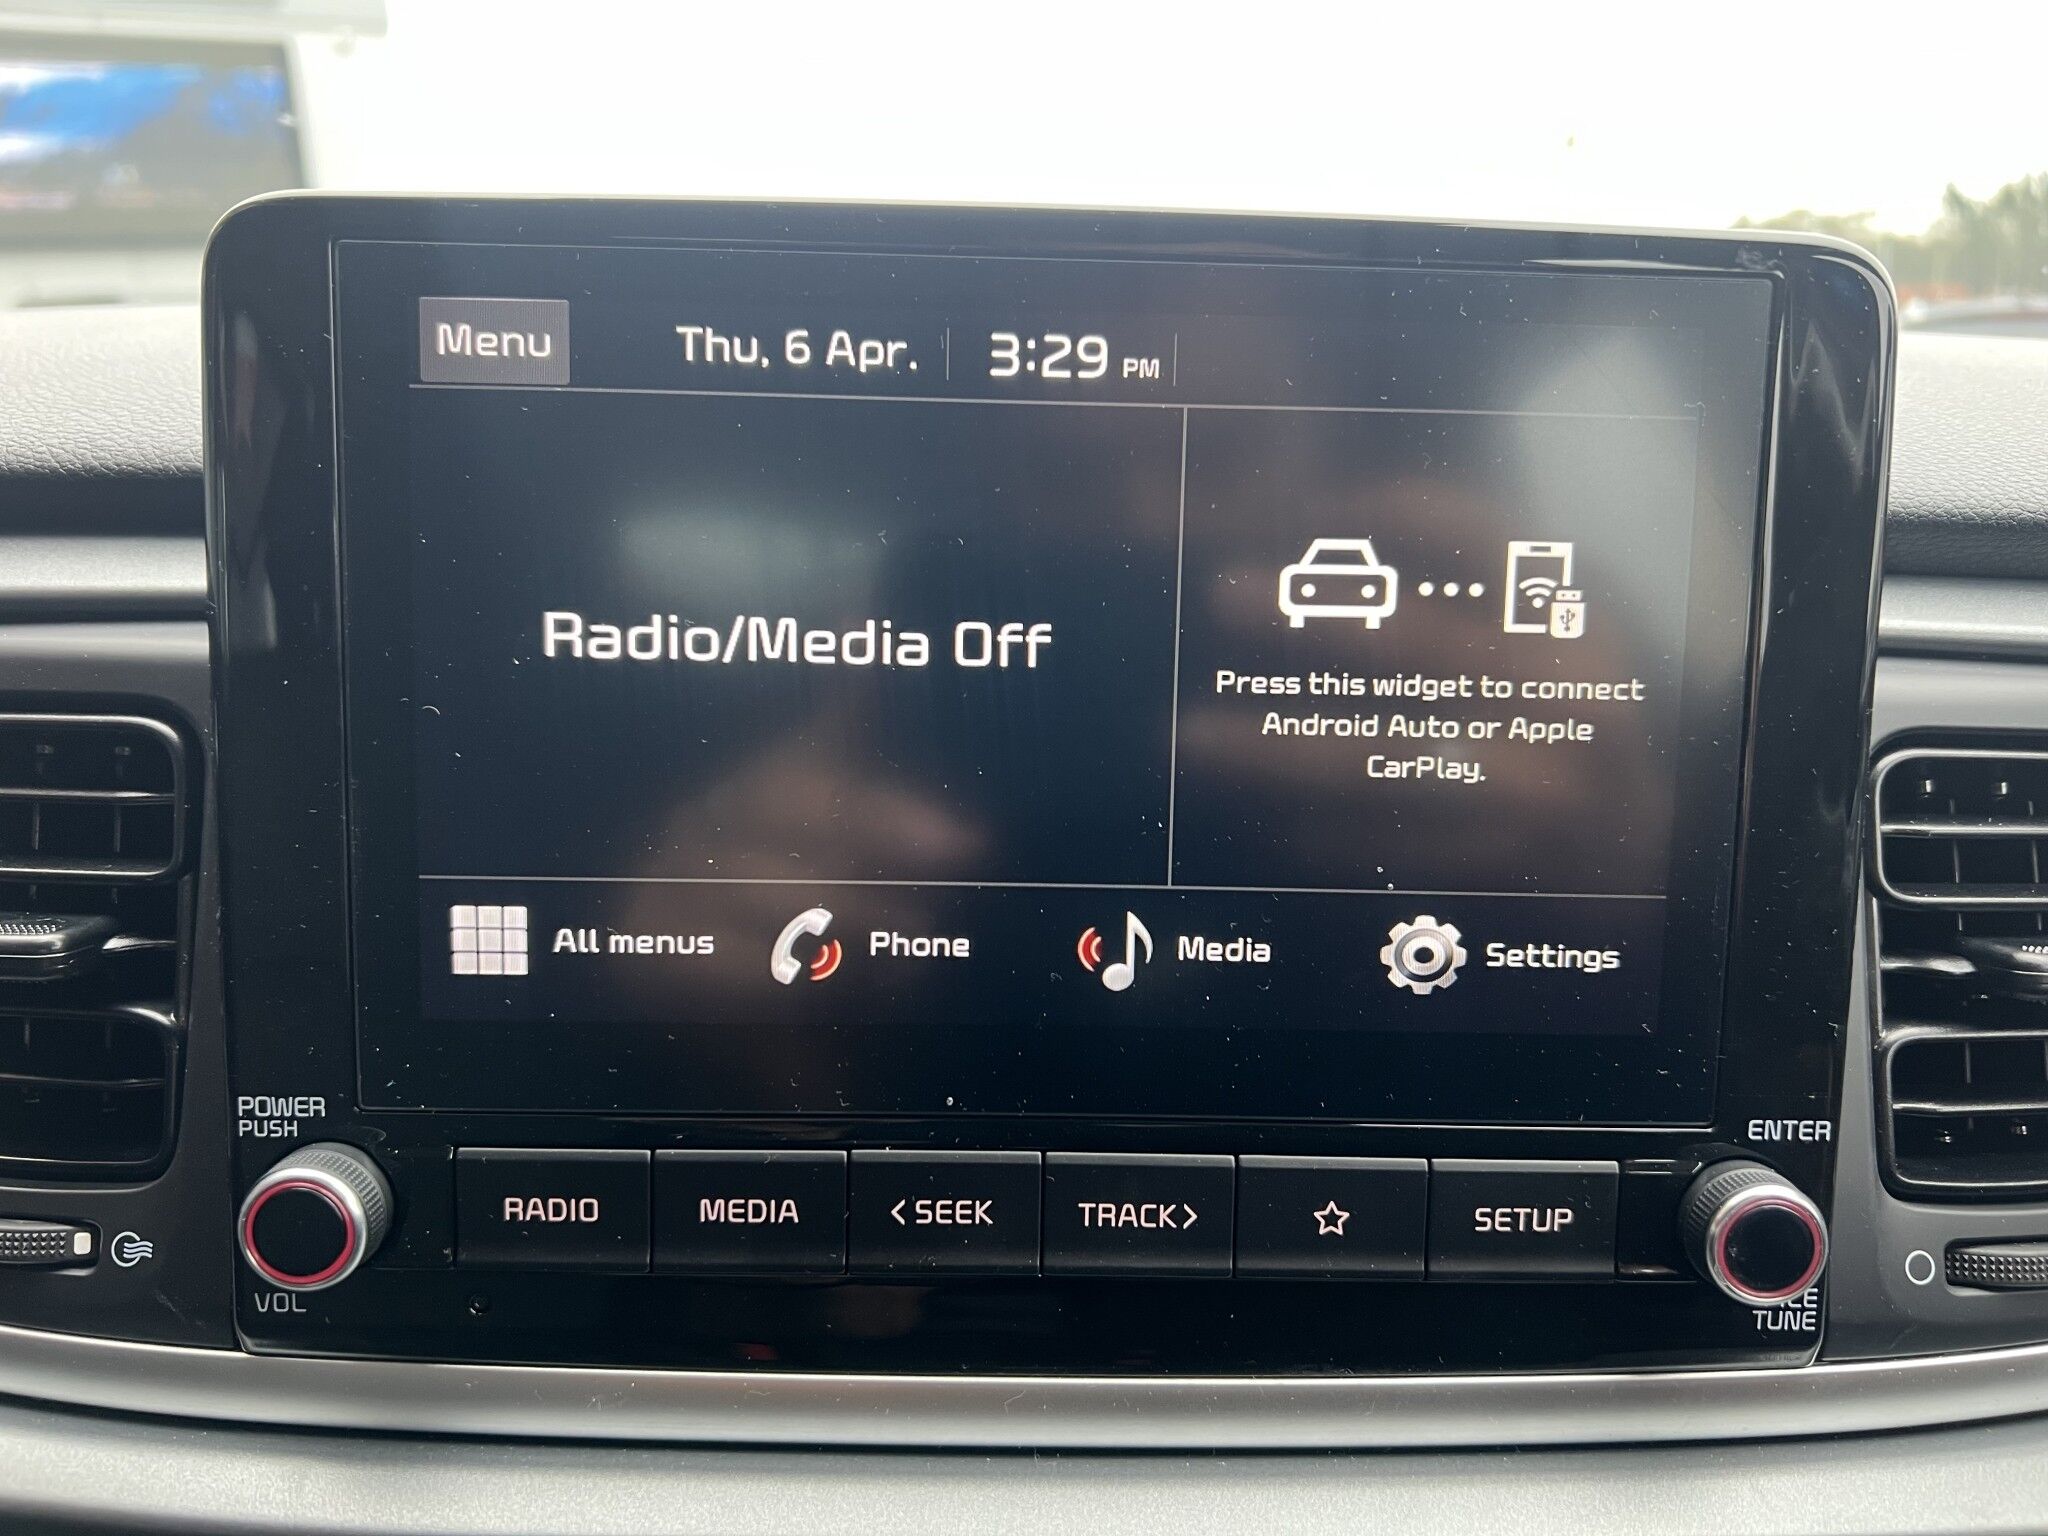 Menu
Thu, 6 Apr.
3:29 PM
Radio/Media Off
Press this widget to connect
Android Auto or Apple
CarPlay.
All menus
Phone
Media
Settings
POWER
PUSH
VOL
RADIO
MEDIA
<SEEK
TRACK>
SETUP
ENTER
TUNE